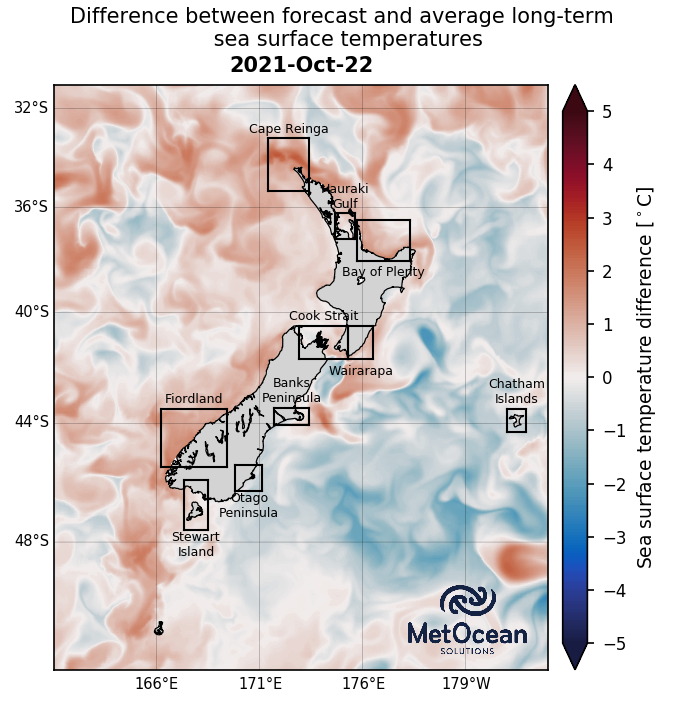 Difference between forecast and average long-term
sea surface temperatures
2021-Oct-22
32°S
36°S
40°S
44°S
48°S
Cape Reinga
Hauraki
Gulf
Bay of Plenty
Cook Strait
Wairarapa
Banks
Peninsula
Fiordland
Chatham
Islands
Otago
Peninsula
Stewart
Island
MetOcean
SOLUTIONS
166°E
171°E
176°E
179°W
5
4
3
2
1
0
−1
−2
−3
−4
−5
Sea surface temperature difference [°C]